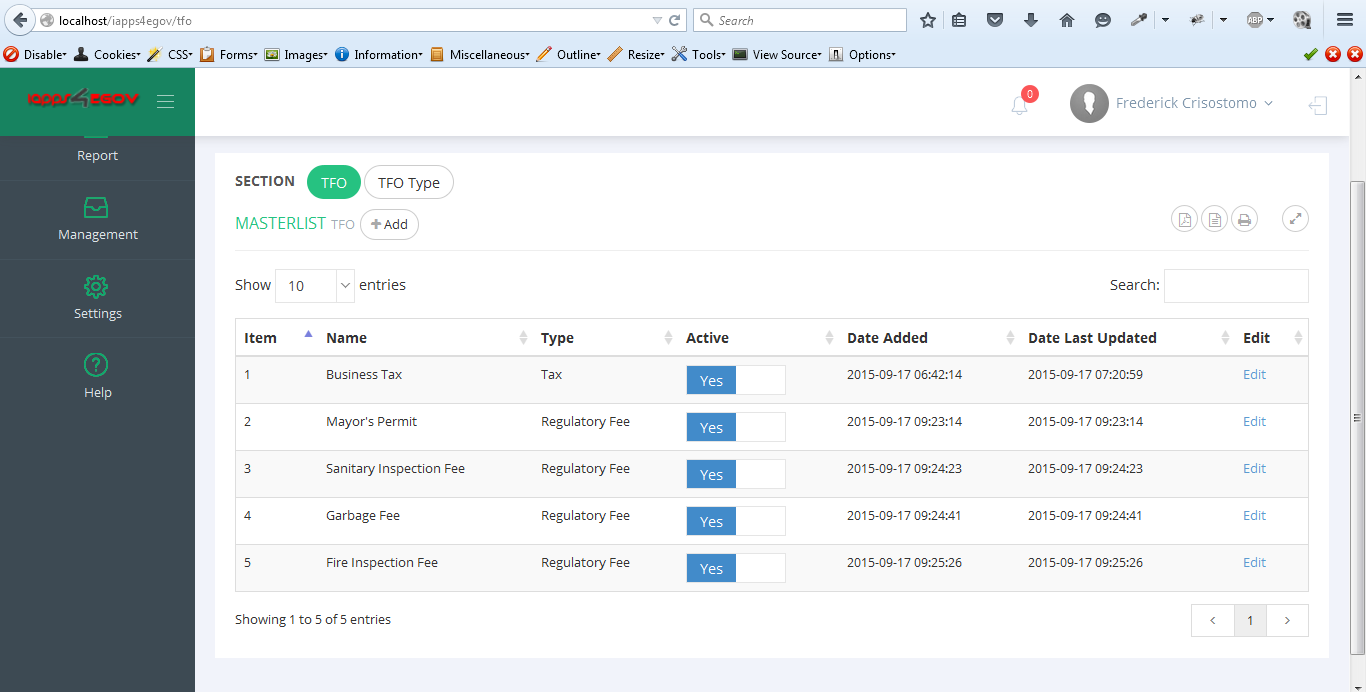 localhost/iapps4egov/tfo
Search
ABP
Disable
Cookies
CSS
Forms
Images
Information
Miscellaneous
Outline
Resize
Tools
View Source
Options
iapps4egov
0
Frederick Crisostomo
Report
Management
Settings
Help
SECTION TFO TFO Type
MASTERLIST TFO + Add
Show 10 entries Search:
Item Name Type Active Date Added Date Last Updated Edit
1 Business Tax Tax Yes 2015-09-17 06:42:14 2015-09-17 07:20:59 Edit
2 Mayor's Permit Regulatory Fee Yes 2015-09-17 09:23:14 2015-09-17 09:23:14 Edit
3 Sanitary Inspection Fee Regulatory Fee Yes 2015-09-17 09:24:23 2015-09-17 09:24:23 Edit
4 Garbage Fee Regulatory Fee Yes 2015-09-17 09:24:41 2015-09-17 09:24:41 Edit
5 Fire Inspection Fee Regulatory Fee Yes 2015-09-17 09:25:26 2015-09-17 09:25:26 Edit
Showing 1 to 5 of 5 entries
< 1 >